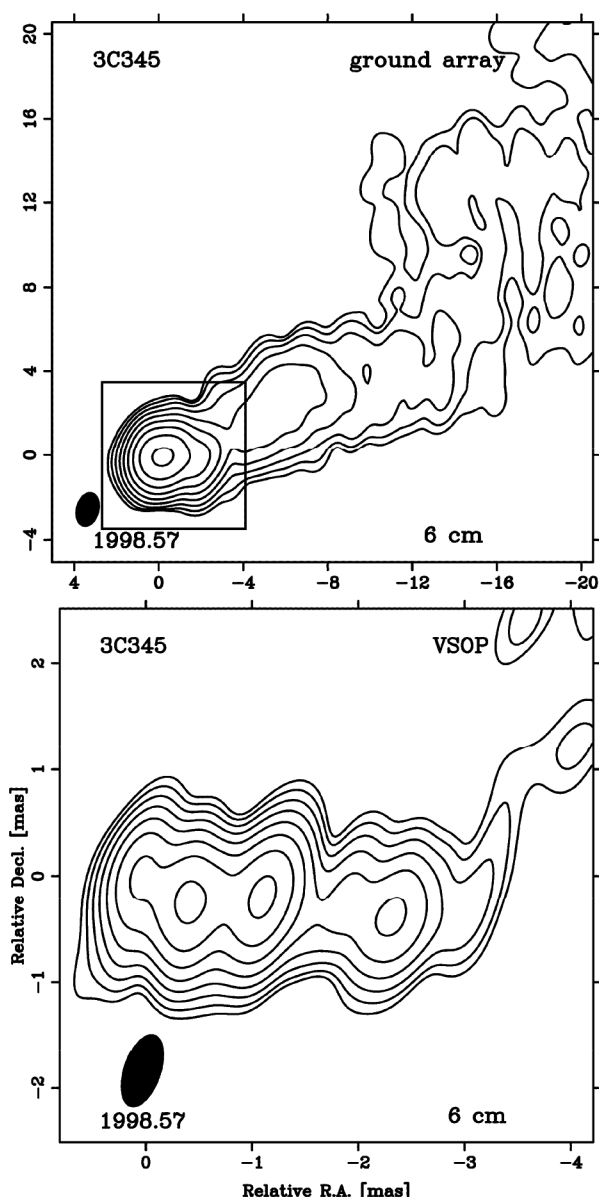 3C345 ground array
20
16
12
8
4
0
−4
1998.57 6 cm
4 0 −4 −8 −12 −16 −20
3C345 VSOP
2
1
0
−1
−2
Relative Decl. [mas]
1998.57 6 cm
0 −1 −2 −3 −4
Relative R.A. [mas]